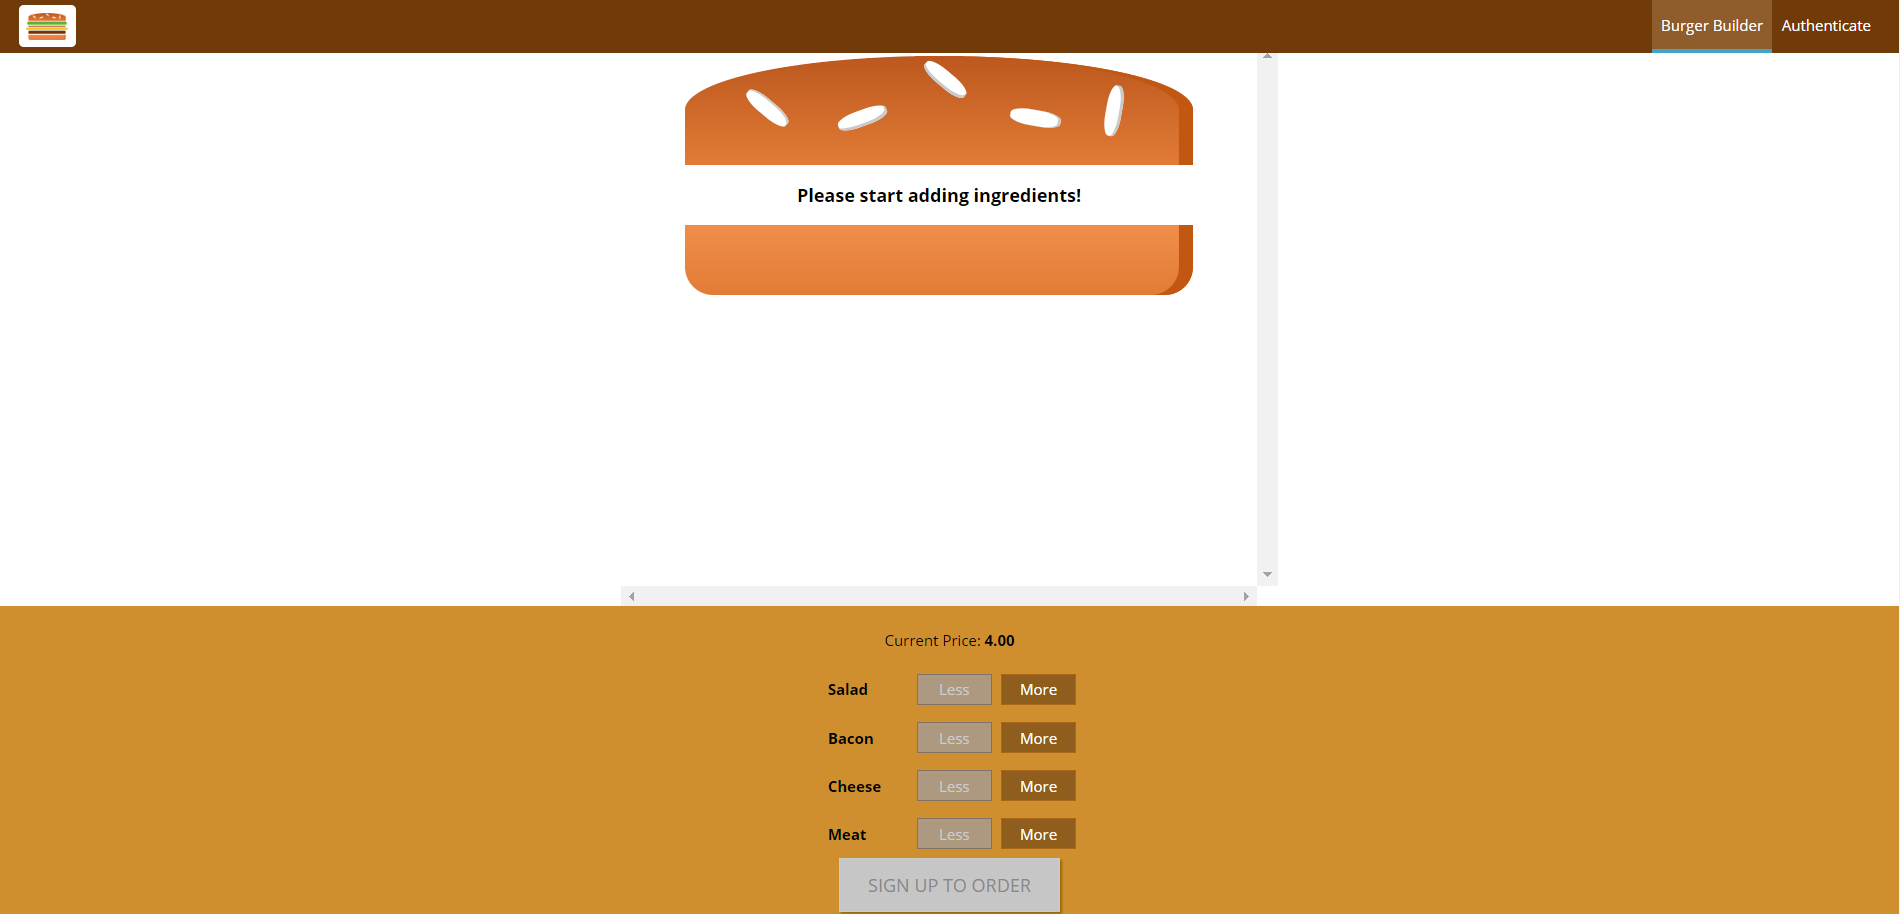 Burger Builder Authenticate
Please start adding ingredients!
Current Price: 4.00
Salad Less More
Bacon Less More
Cheese Less More
Meat Less More
SIGN UP TO ORDER